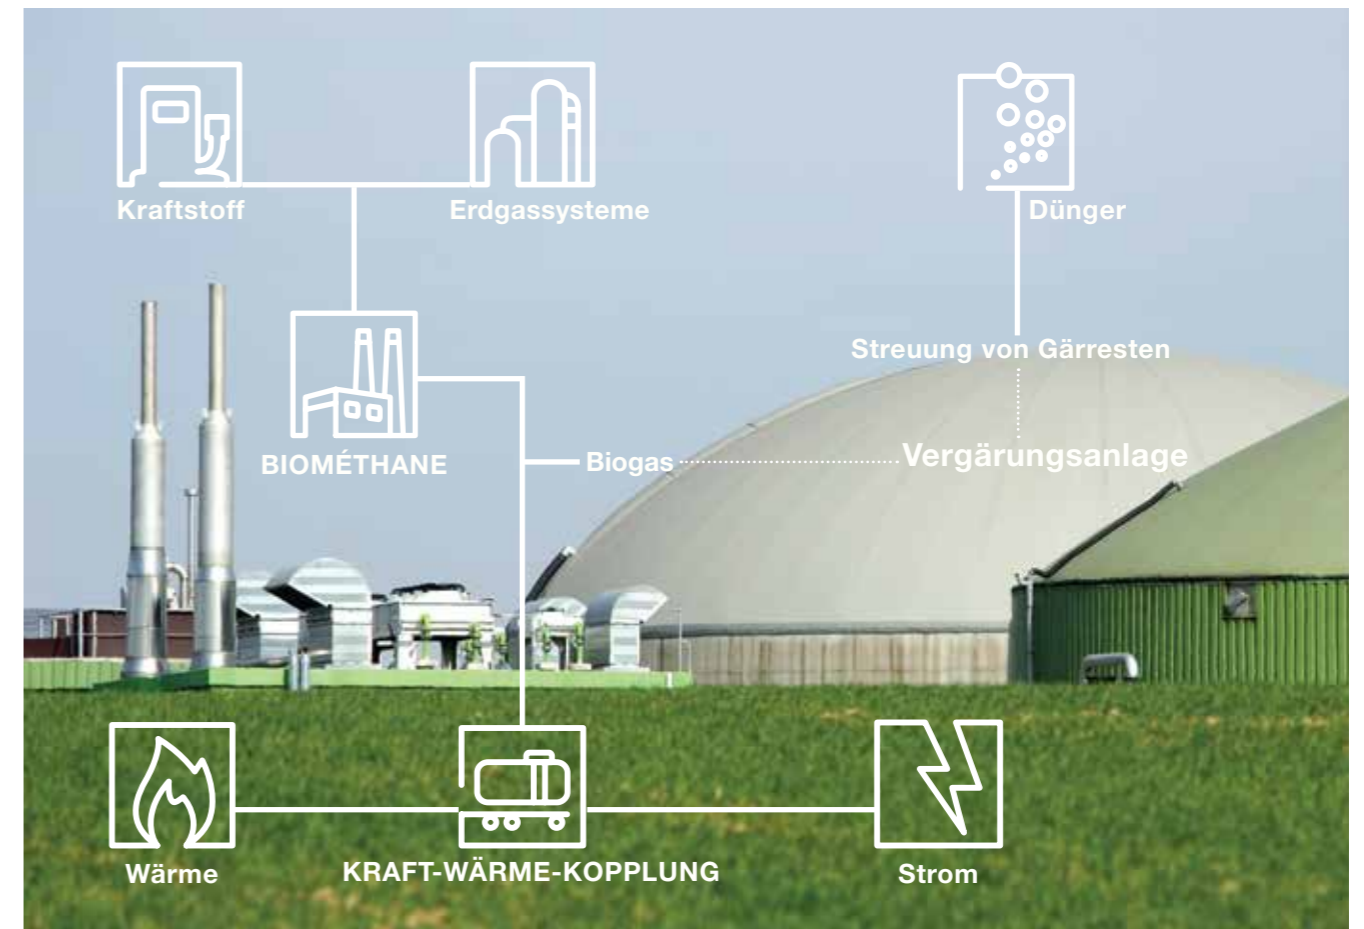 Kraftstoff
Erdgassysteme
Dünger
Streuung von Gärresten
BIOMÉTHANE
Biogas
Vergärungsanlage
Wärme
KRAFT-WÄRME-KOPPLUNG
Strom